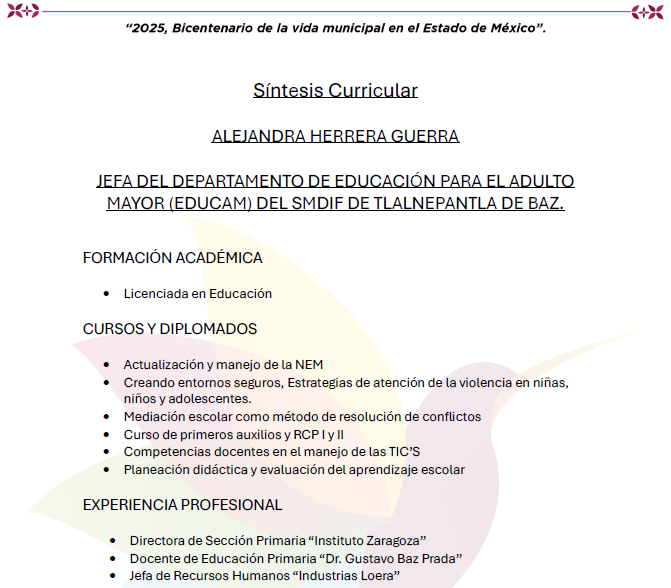 “2025, Bicentenario de la vida municipal en el Estado de México”.
Síntesis Curricular
ALEJANDRA HERRERA GUERRA
JEFA DEL DEPARTAMENTO DE EDUCACIÓN PARA EL ADULTO
MAYOR (EDUCAM) DEL SMDIF DE TLALNEPANTLA DE BAZ.
FORMACIÓN ACADÉMICA
• Licenciada en Educación
CURSOS Y DIPLOMADOS
• Actualización y manejo de la NEM
• Creando entornos seguros, Estrategias de atención de la violencia en niñas,
niños y adolescentes.
• Mediación escolar como método de resolución de conflictos
• Curso de primeros auxilios y RCP I y II
• Competencias docentes en el manejo de las TIC’S
• Planeación didáctica y evaluación del aprendizaje escolar
EXPERIENCIA PROFESIONAL
• Directora de Sección Primaria “Instituto Zaragoza”
• Docente de Educación Primaria “Dr. Gustavo Baz Prada”
• Jefa de Recursos Humanos “Industrias Loera”